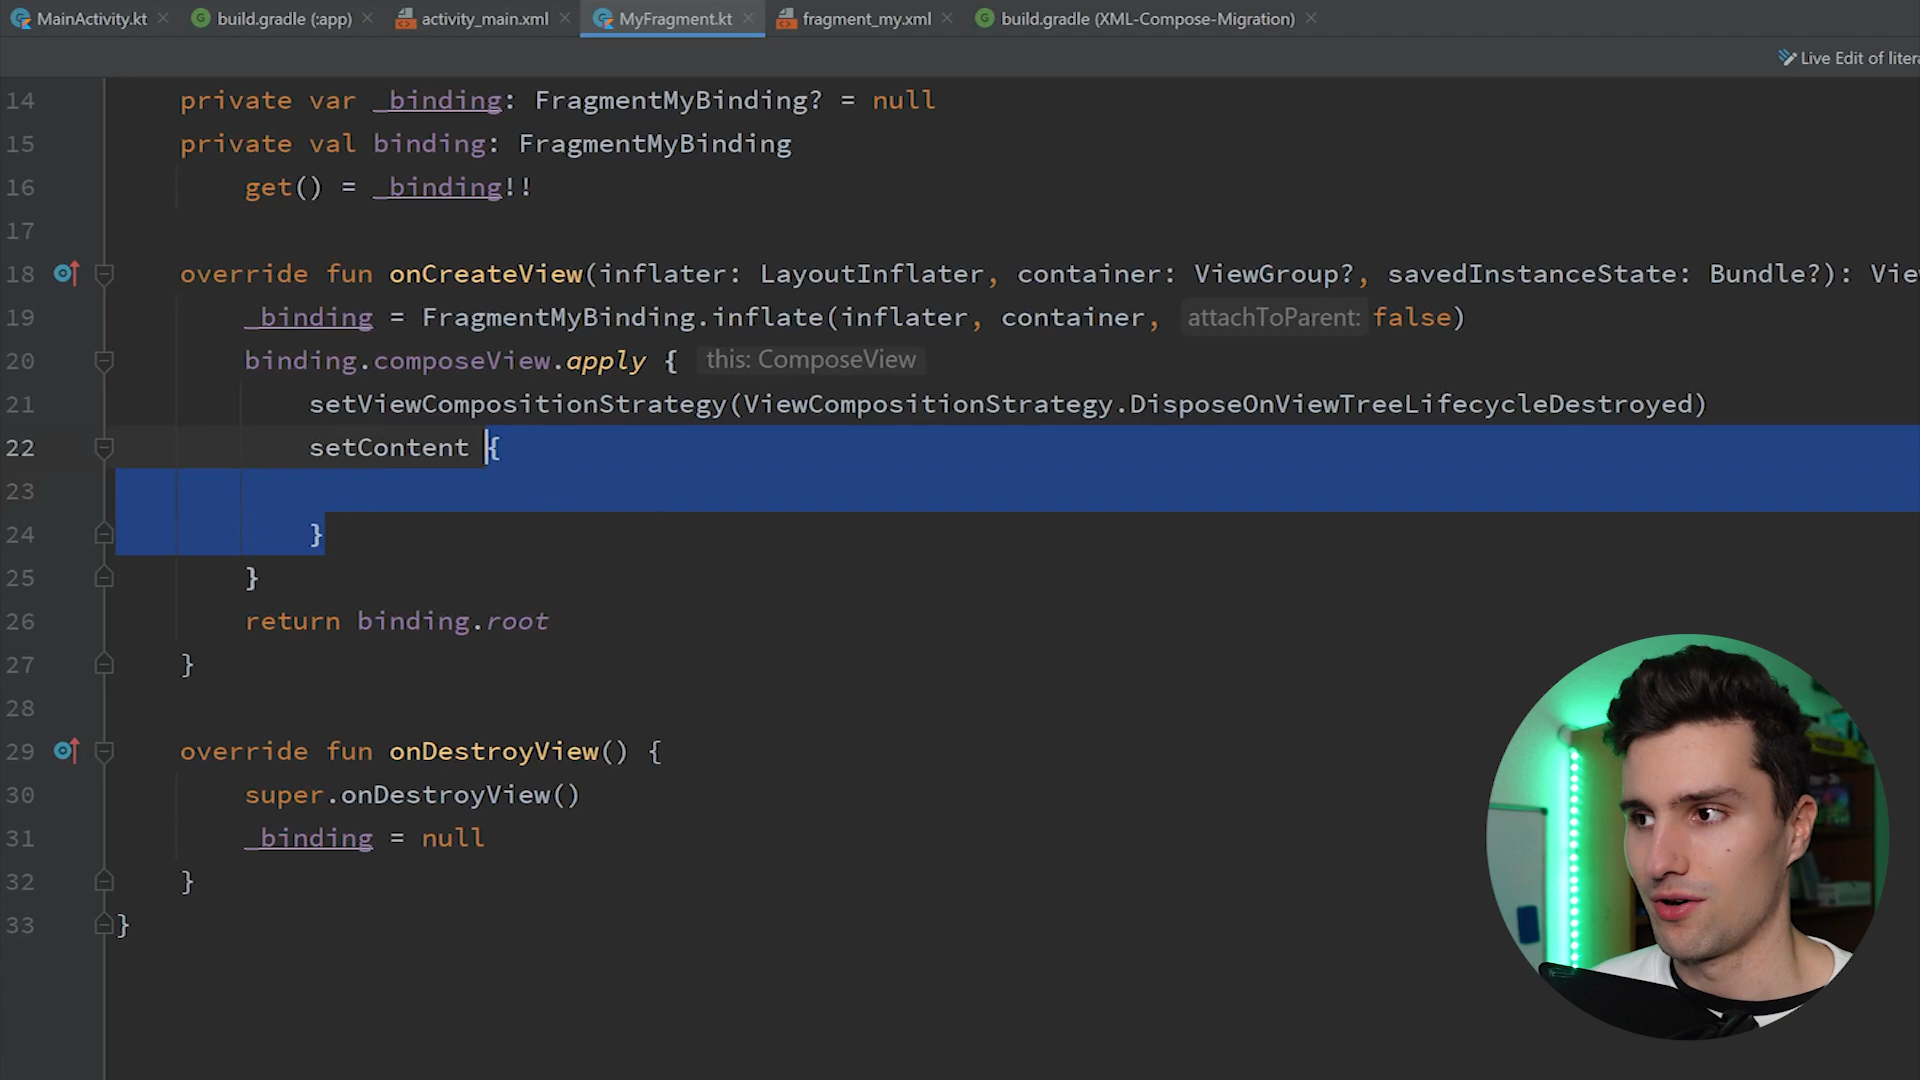 MainActivity.kt build.gradle (:app) activity_main.xml MyFragment.kt fragment_my.xml build.gradle (XML-Compose-Migration)
Live Edit of litera
14 private var _binding: FragmentMyBinding? = null
15 private val binding: FragmentMyBinding
16 get() = _binding!!
17
18 override fun onCreateView(inflater: LayoutInflater, container: ViewGroup?, savedInstanceState: Bundle?): Vie
19 _binding = FragmentMyBinding.inflate(inflater, container, attachToParent: false)
20 binding.composeView.apply { this: ComposeView
21 setViewCompositionStrategy(ViewCompositionStrategy.DisposeOnViewTreeLifecycleDestroyed)
22 setContent {
23
24 }
25 }
26 return binding.root
27 }
28
29 override fun onDestroyView() {
30 super.onDestroyView()
31 _binding = null
32 }
33 }